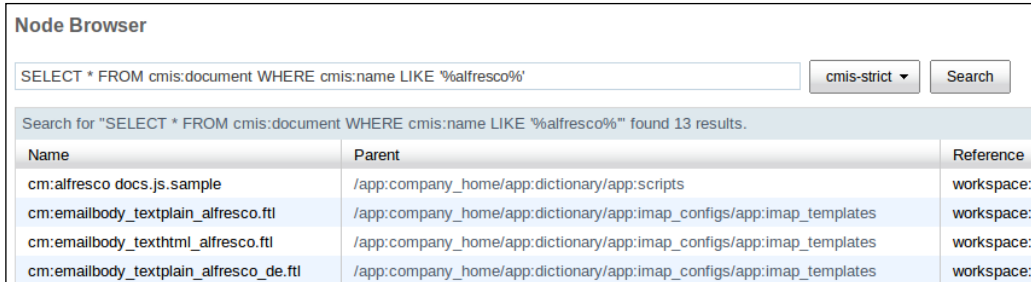 Node Browser
SELECT * FROM cmis:document WHERE cmis:name LIKE '%alfresco%' cmis-strict Search
Search for "SELECT * FROM cmis:document WHERE cmis:name LIKE '%alfresco%'" found 13 results.
Name Parent Reference
cm:alfresco docs.js.sample /app:company_home/app:dictionary/app:scripts workspace:
cm:emailbody_textplain_alfresco.ftl /app:company_home/app:dictionary/app:imap_configs/app:imap_templates workspace:
cm:emailbody_texthtml_alfresco.ftl /app:company_home/app:dictionary/app:imap_configs/app:imap_templates workspace:
cm:emailbody_textplain_alfresco_de.ftl /app:company_home/app:dictionary/app:imap_configs/app:imap_templates workspace: